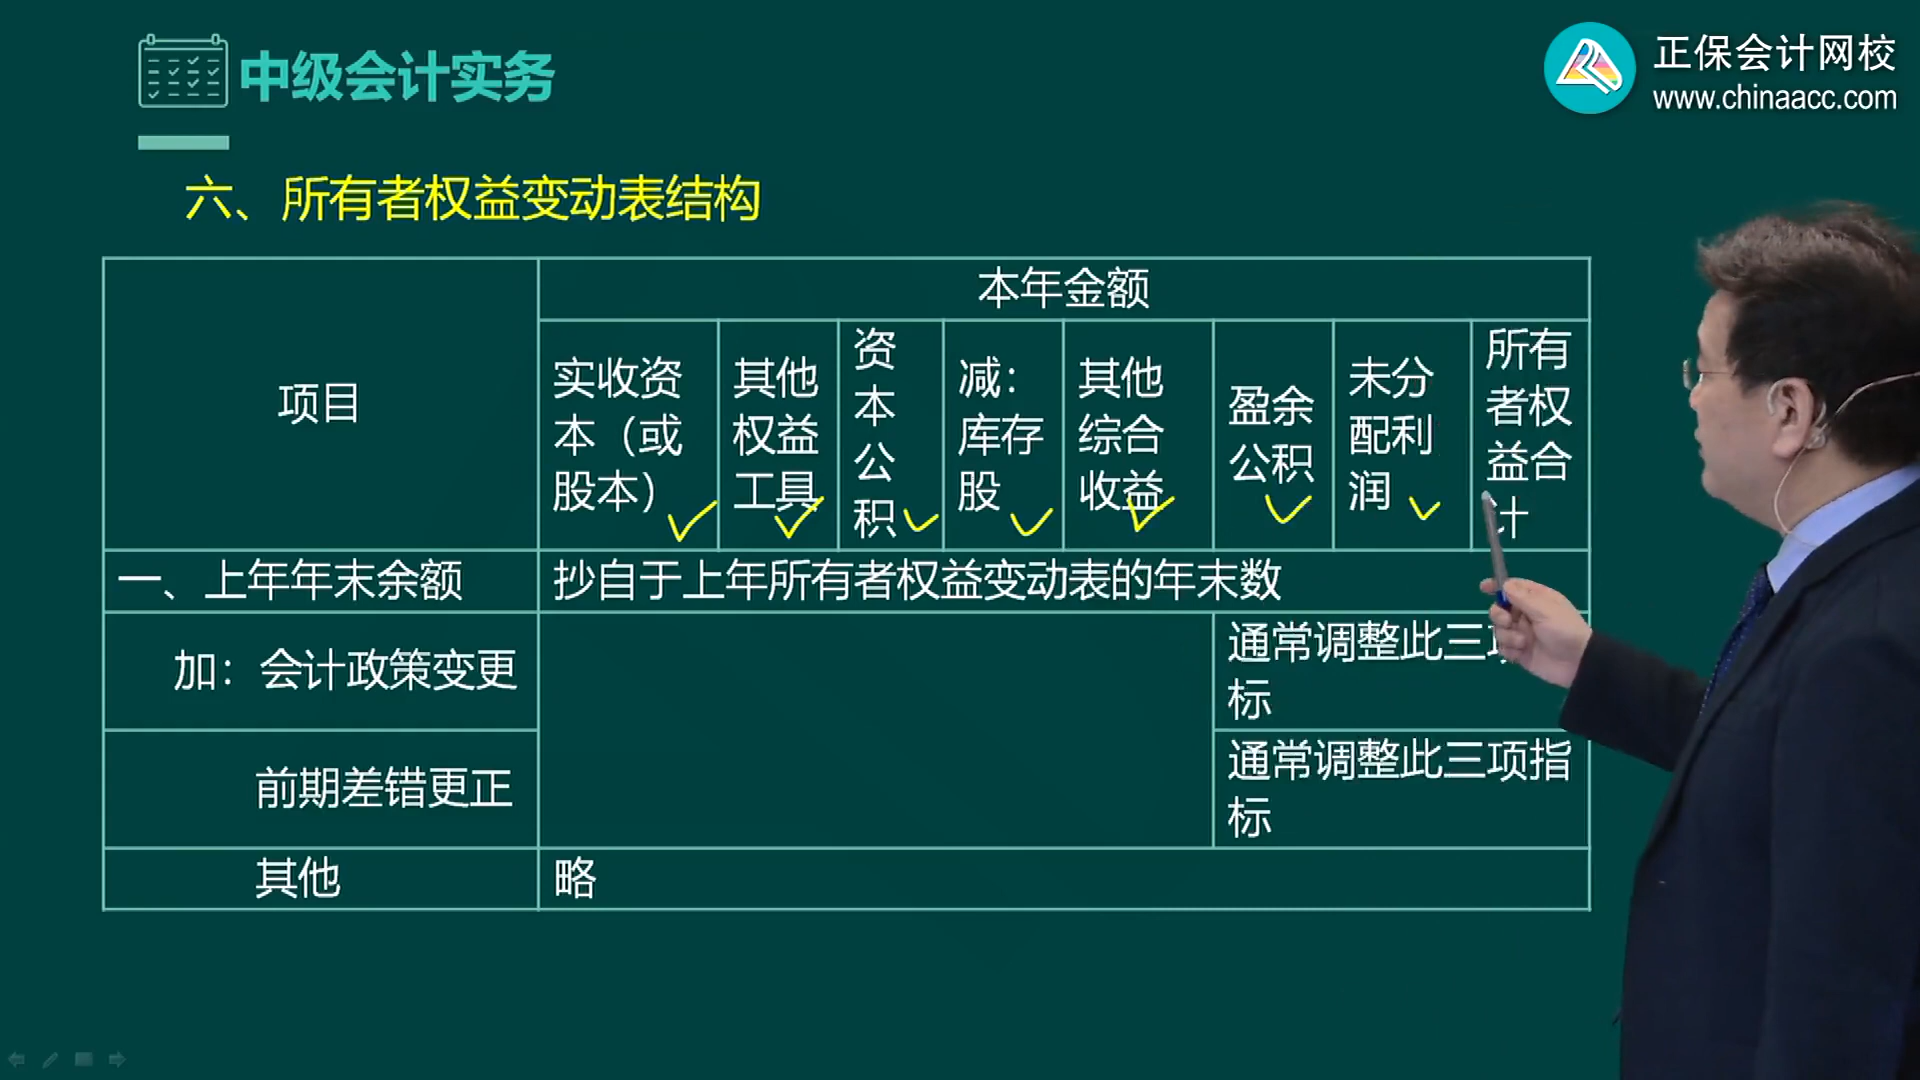 中级会计实务
正保会计网校
www.chinaacc.com
六、所有者权益变动表结构
项目
本年金额
实收资
本（或
股本）
其他
权益
工具
资
本
公
积
减：
库存
股
其他
综合
收益
盈余
公积
未分
配利
润
所有
者权
益合
计
一、上年年末余额
抄自于上年所有者权益变动表的年末数
加：会计政策变更
通常调整此三项
标
前期差错更正
通常调整此三项指
标
其他
略